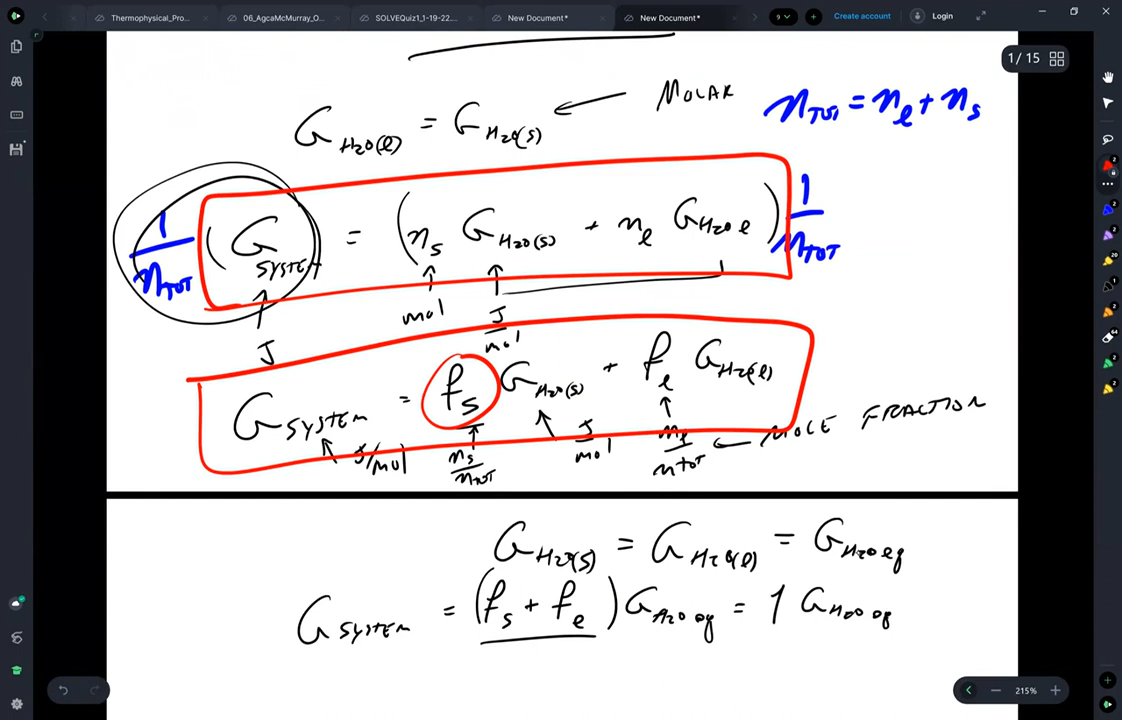 Thermophysical_Pro...
06_AgcaMcMurray_O...
SOLVEQuiz1_1-19-22...
New Document*
New Document*
9
Create account
Login
1/15
G H2O(l) = G H2O(s) ← MOLAR
n TOT = n l + n s
1/n TOT (G SYSTEM = (n s G H2O(s) + n l G H2O l) 1/n TOT
↑ J ↑ mol ↑ J/mol
G SYSTEM = f s G H2O(s) + f l G H2O(l)
J/mol n s/n TOT J/mol n l/n TOT ← MOLE FRACTION
G H2O(s) = G H2O(l) = G H2O eq
G SYSTEM = (f s + f l) G H2O eq = 1 G H2O eq
215%